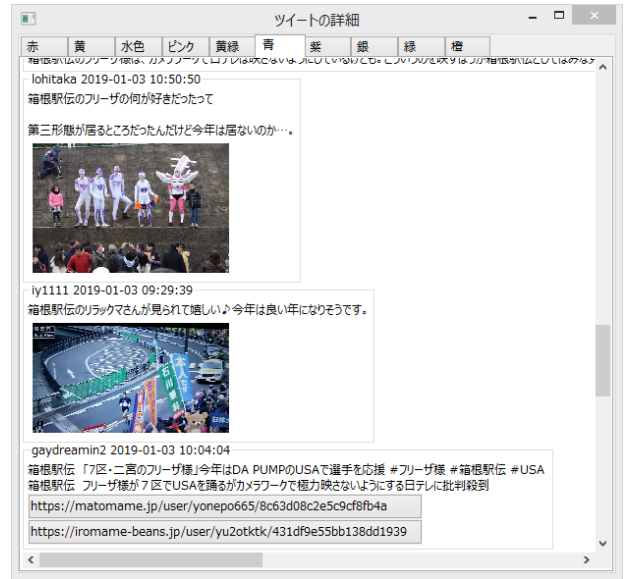 ツイートの詳細
赤 黄 水色 ピンク 黄緑 青 紫 銀 緑 橙
lohitaka 2019-01-03 10:50:50
箱根駅伝のフリーザの何が好きだったって
第三形態が居るところだったんだけど今年は居ないのか…。
iy1111 2019-01-03 09:29:39
箱根駅伝のリラックマさんが見られて嬉しい♪今年は良い年になりそうです。
gaydreamin2 2019-01-03 10:04:04
箱根駅伝 「7区・二宮のフリーザ様」今年はDA PUMPのUSAで選手を応援 #フリーザ様 #箱根駅伝 #USA
箱根駅伝 フリーザ様が7区でUSAを踊るがカメラワークで極力映さないようにする日テレに批判殺到
https://matomame.jp/user/yonepo665/8c63d08c2e5c9cf8fb4a
https://iromame-beans.jp/user/yu2otktk/431df9e55bb138dd1939